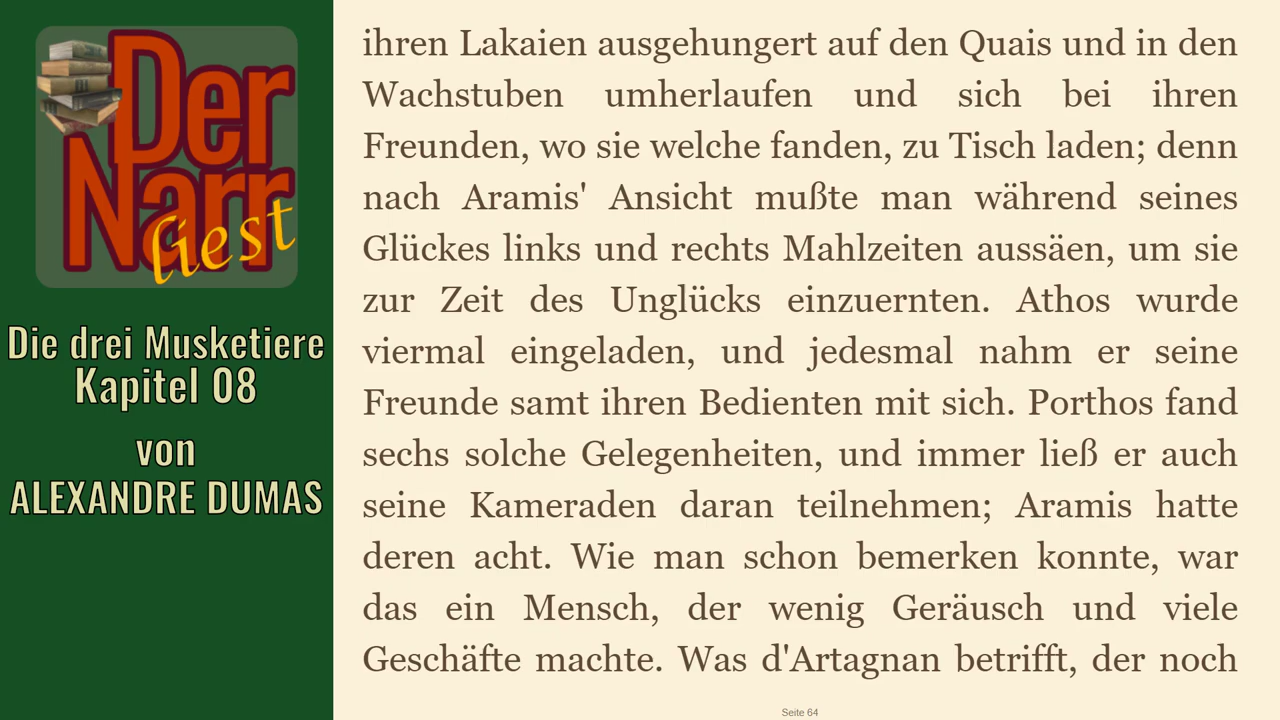 Der
Narr
liest
Die drei Musketiere
Kapitel 08
von
ALEXANDRE DUMAS
ihren Lakaien ausgehungert auf den Quais und in den
Wachstuben umherlaufen und sich bei ihren
Freunden, wo sie welche fanden, zu Tisch laden; denn
nach Aramis' Ansicht mußte man während seines
Glückes links und rechts Mahlzeiten aussäen, um sie
zur Zeit des Unglücks einzuernten. Athos wurde
viermal eingeladen, und jedesmal nahm er seine
Freunde samt ihren Bedienten mit sich. Porthos fand
sechs solche Gelegenheiten, und immer ließ er auch
seine Kameraden daran teilnehmen; Aramis hatte
deren acht. Wie man schon bemerken konnte, war
das ein Mensch, der wenig Geräusch und viele
Geschäfte machte. Was d'Artagnan betrifft, der noch
Seite 64